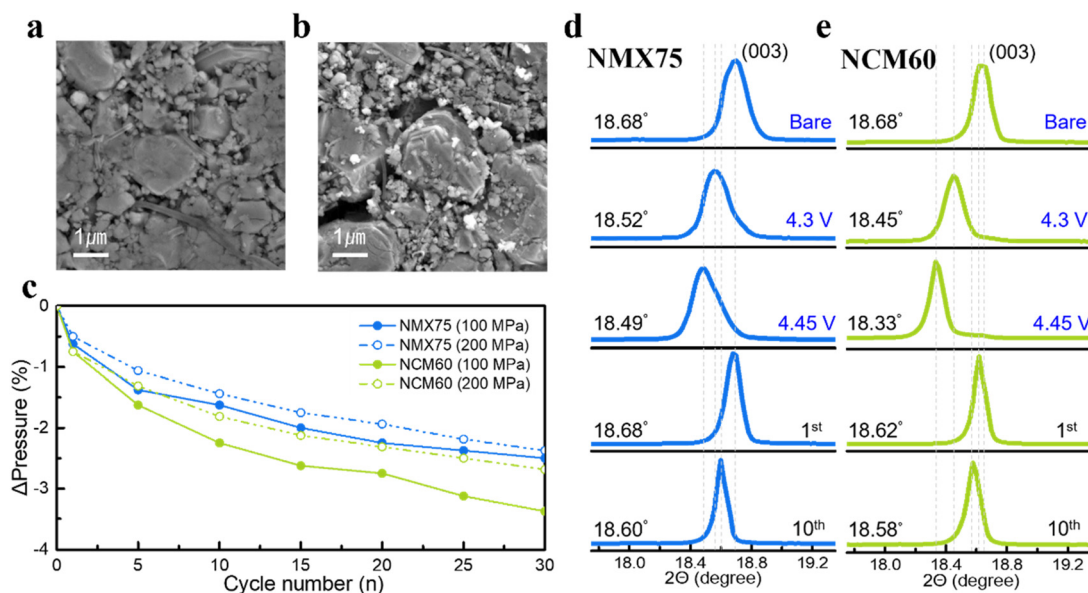 a
b
1 μm
1 μm
c
0
-1
-2
-3
-4
ΔPressure (%)
0
5
10
15
20
25
30
Cycle number (n)
NMX75 (100 MPa)
NMX75 (200 MPa)
NCM60 (100 MPa)
NCM60 (200 MPa)
d
NMX75
(003)
18.68°
Bare
18.52°
4.3 V
18.49°
4.45 V
18.68°
1st
18.60°
10th
18.0
18.4
18.8
19.2
2Θ (degree)
e
NCM60
(003)
18.68°
Bare
18.45°
4.3 V
18.33°
4.45 V
18.62°
1st
18.58°
10th
18.0
18.4
18.8
19.2
2Θ (degree)